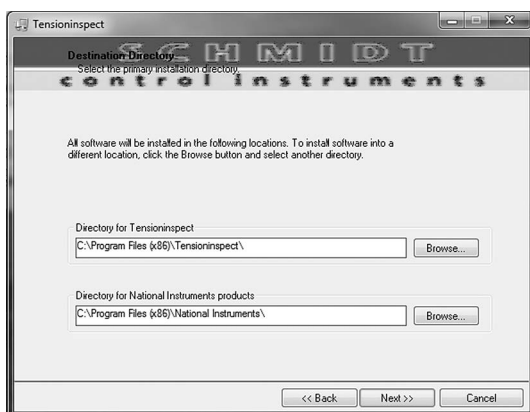 Tensioninspect
SCHMIDT
Destination Directory
Select the primary installation directory.
control instruments
All software will be installed in the following locations. To install software into a
different location, click the Browse button and select another directory.
Directory for Tensioninspect
C:\Program Files (x86)\Tensioninspect\
Browse...
Directory for National Instruments products
C:\Program Files (x86)\National Instruments\
Browse...
<< Back
Next >>
Cancel